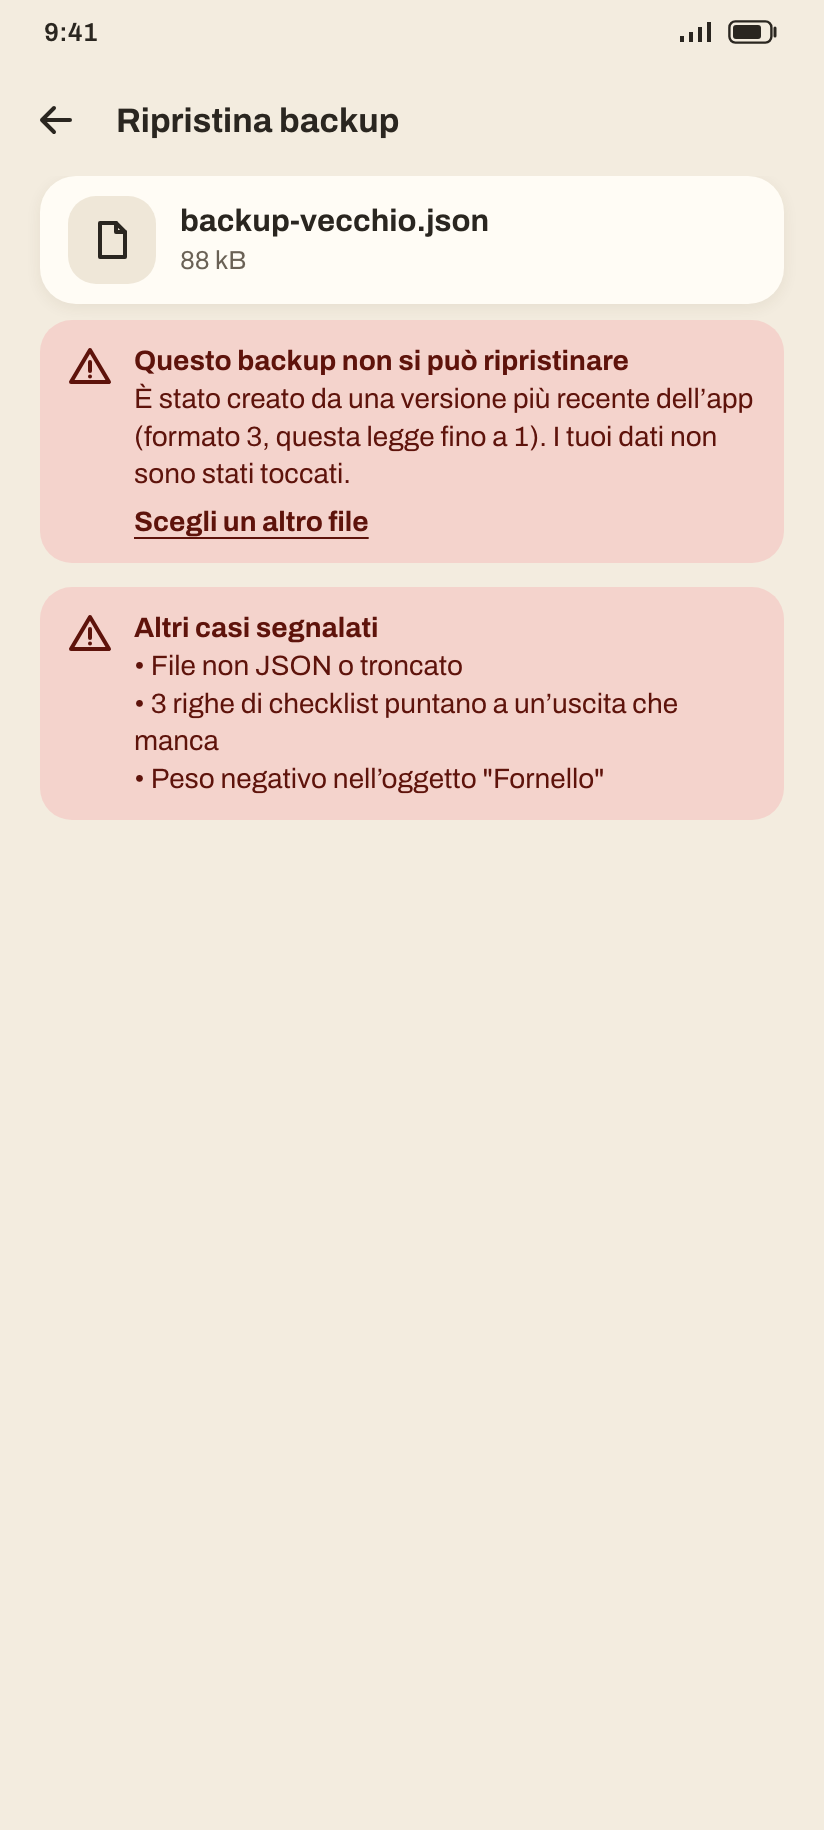 9:41
Ripristina backup
backup-vecchio.json
88 kB
Questo backup non si può ripristinare
È stato creato da una versione più recente dell’app
(formato 3, questa legge fino a 1). I tuoi dati non
sono stati toccati.
Scegli un altro file
Altri casi segnalati
• File non JSON o troncato
• 3 righe di checklist puntano a un’uscita che
manca
• Peso negativo nell’oggetto "Fornello"